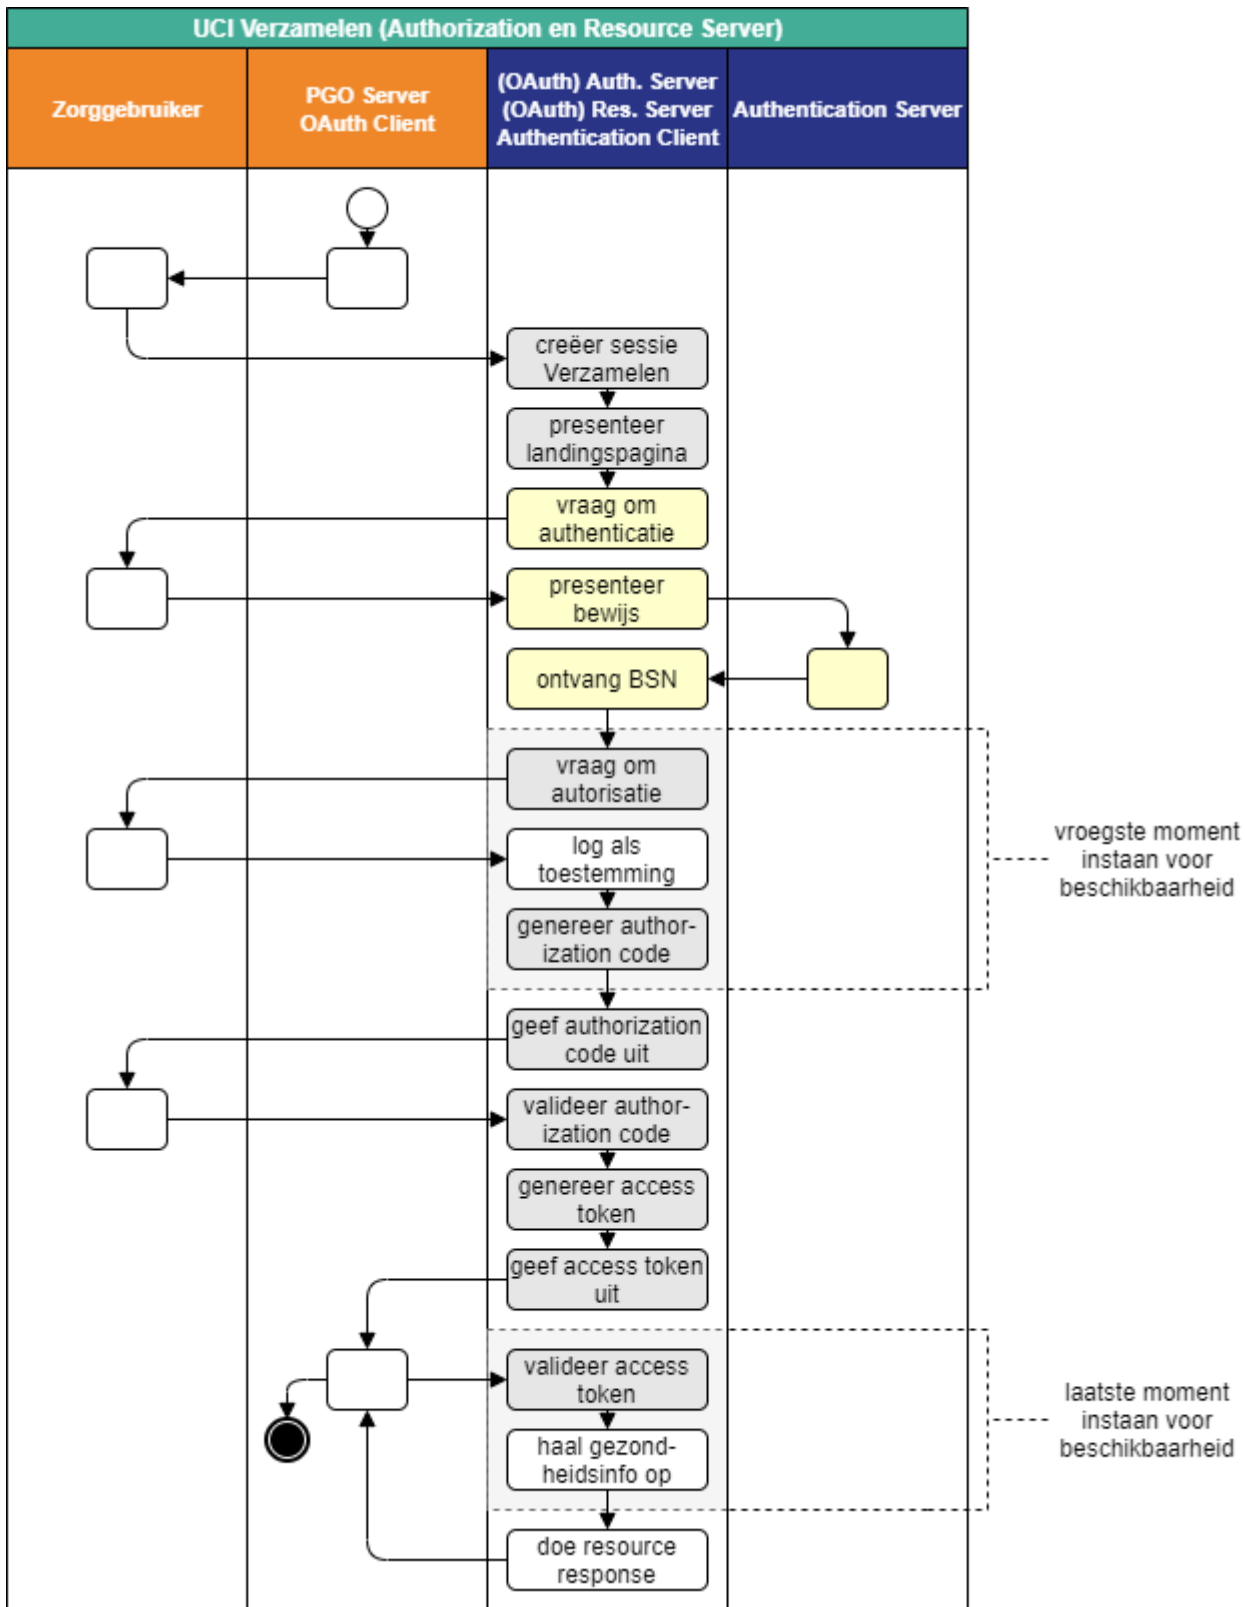 UCI Verzamelen (Authorization en Resource Server)
Zorggebruiker
PGO Server
OAuth Client
(OAuth) Auth. Server
(OAuth) Res. Server
Authentication Client
Authentication Server
creëer sessie
Verzamelen
presenteer
landingspagina
vraag om
authenticatie
presenteer
bewijs
ontvang BSN
vraag om
autorisatie
log als
toestemming
genereer author-
ization code
vroegste moment
instaan voor
beschikbaarheid
geef authorization
code uit
valideer author-
ization code
genereer access
token
geef access token
uit
valideer access
token
haal gezond-
heidsinfo op
laatste moment
instaan voor
beschikbaarheid
doe resource
response